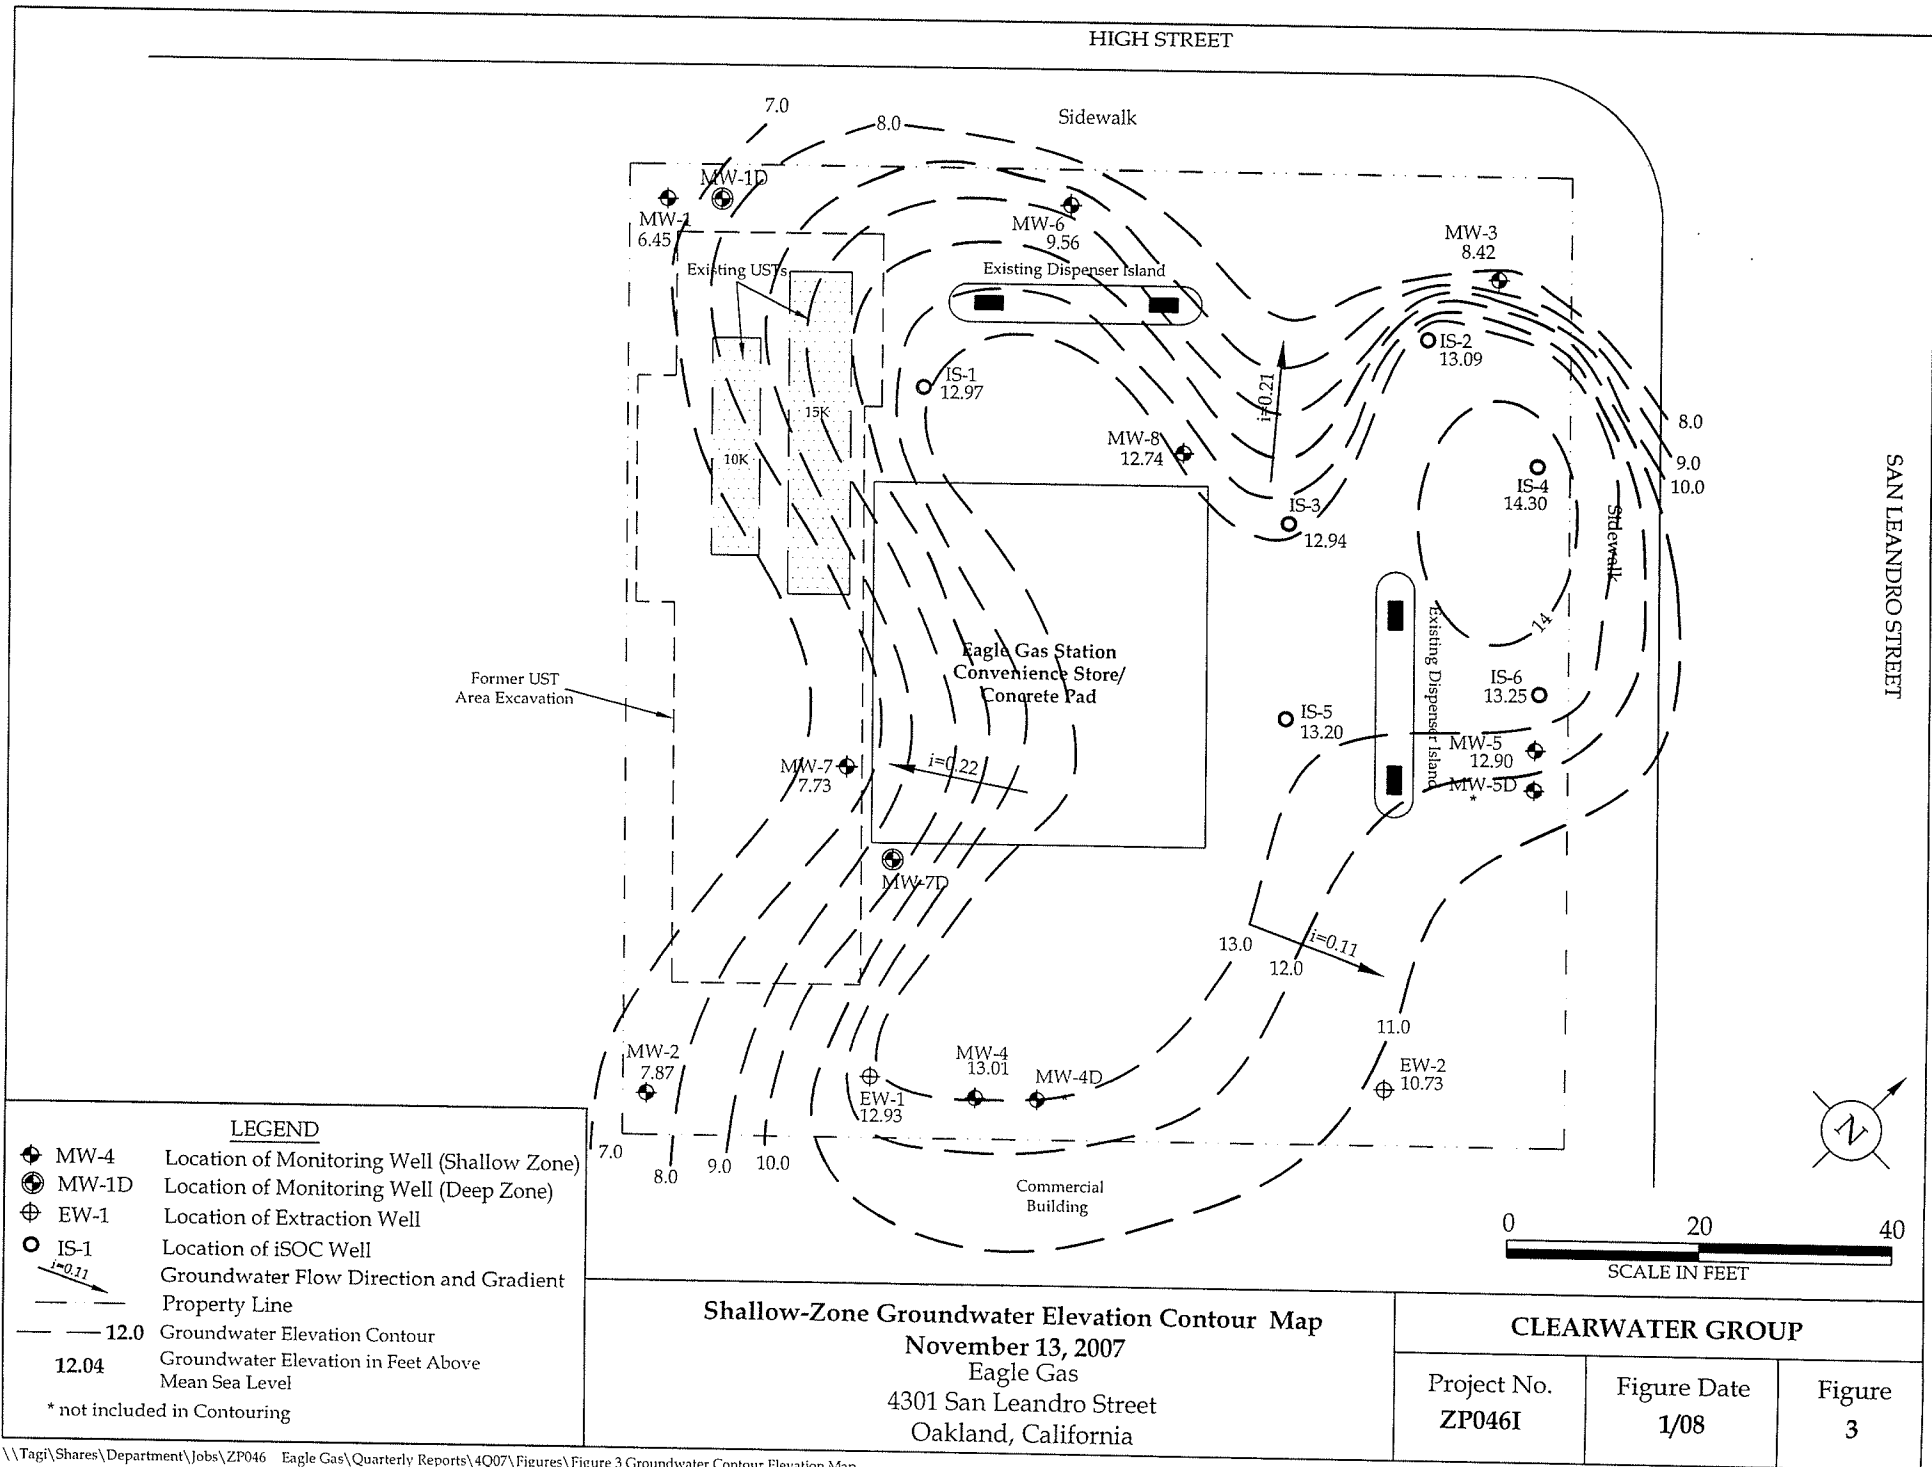 HIGH STREET
Sidewalk
7.0
8.0
MW-1D
MW-1
6.45
MW-6
9.56
MW-3
8.42
Existing USTs
Existing Dispenser Island
IS-2
13.09
IS-1
12.97
i=0.21
15K
10K
MW-8
12.74
8.0
9.0
10.0
IS-4
14.30
IS-3
12.94
Sidewalk
SAN LEANDRO STREET
14
Existing Dispenser Island
Eagle Gas Station
Convenience Store/
Concrete Pad
Former UST
Area Excavation
IS-6
13.25
IS-5
13.20
MW-5
12.90
MW-5D
*
MW-7
7.73
i=0.22
MW-7D
13.0
12.0
i=0.11
11.0
MW-2
7.87
MW-4
13.01
MW-4D
*
EW-1
12.93
EW-2
10.73
7.0
8.0
9.0
10.0
Commercial
Building
N
0 20 40
SCALE IN FEET
LEGEND
MW-4 Location of Monitoring Well (Shallow Zone)
MW-1D Location of Monitoring Well (Deep Zone)
EW-1 Location of Extraction Well
IS-1 Location of iSOC Well
i=0.11 Groundwater Flow Direction and Gradient
Property Line
12.0 Groundwater Elevation Contour
12.04 Groundwater Elevation in Feet Above
Mean Sea Level
* not included in Contouring
Shallow-Zone Groundwater Elevation Contour Map
November 13, 2007
Eagle Gas
4301 San Leandro Street
Oakland, California
CLEARWATER GROUP
Project No.
ZP046I
Figure Date
1/08
Figure
3
\\Tagi\Shares\Department\Jobs\ZP046 Eagle Gas\Quarterly Reports\4Q07\Figures\Figure 3 Groundwater Contour Elevation Map